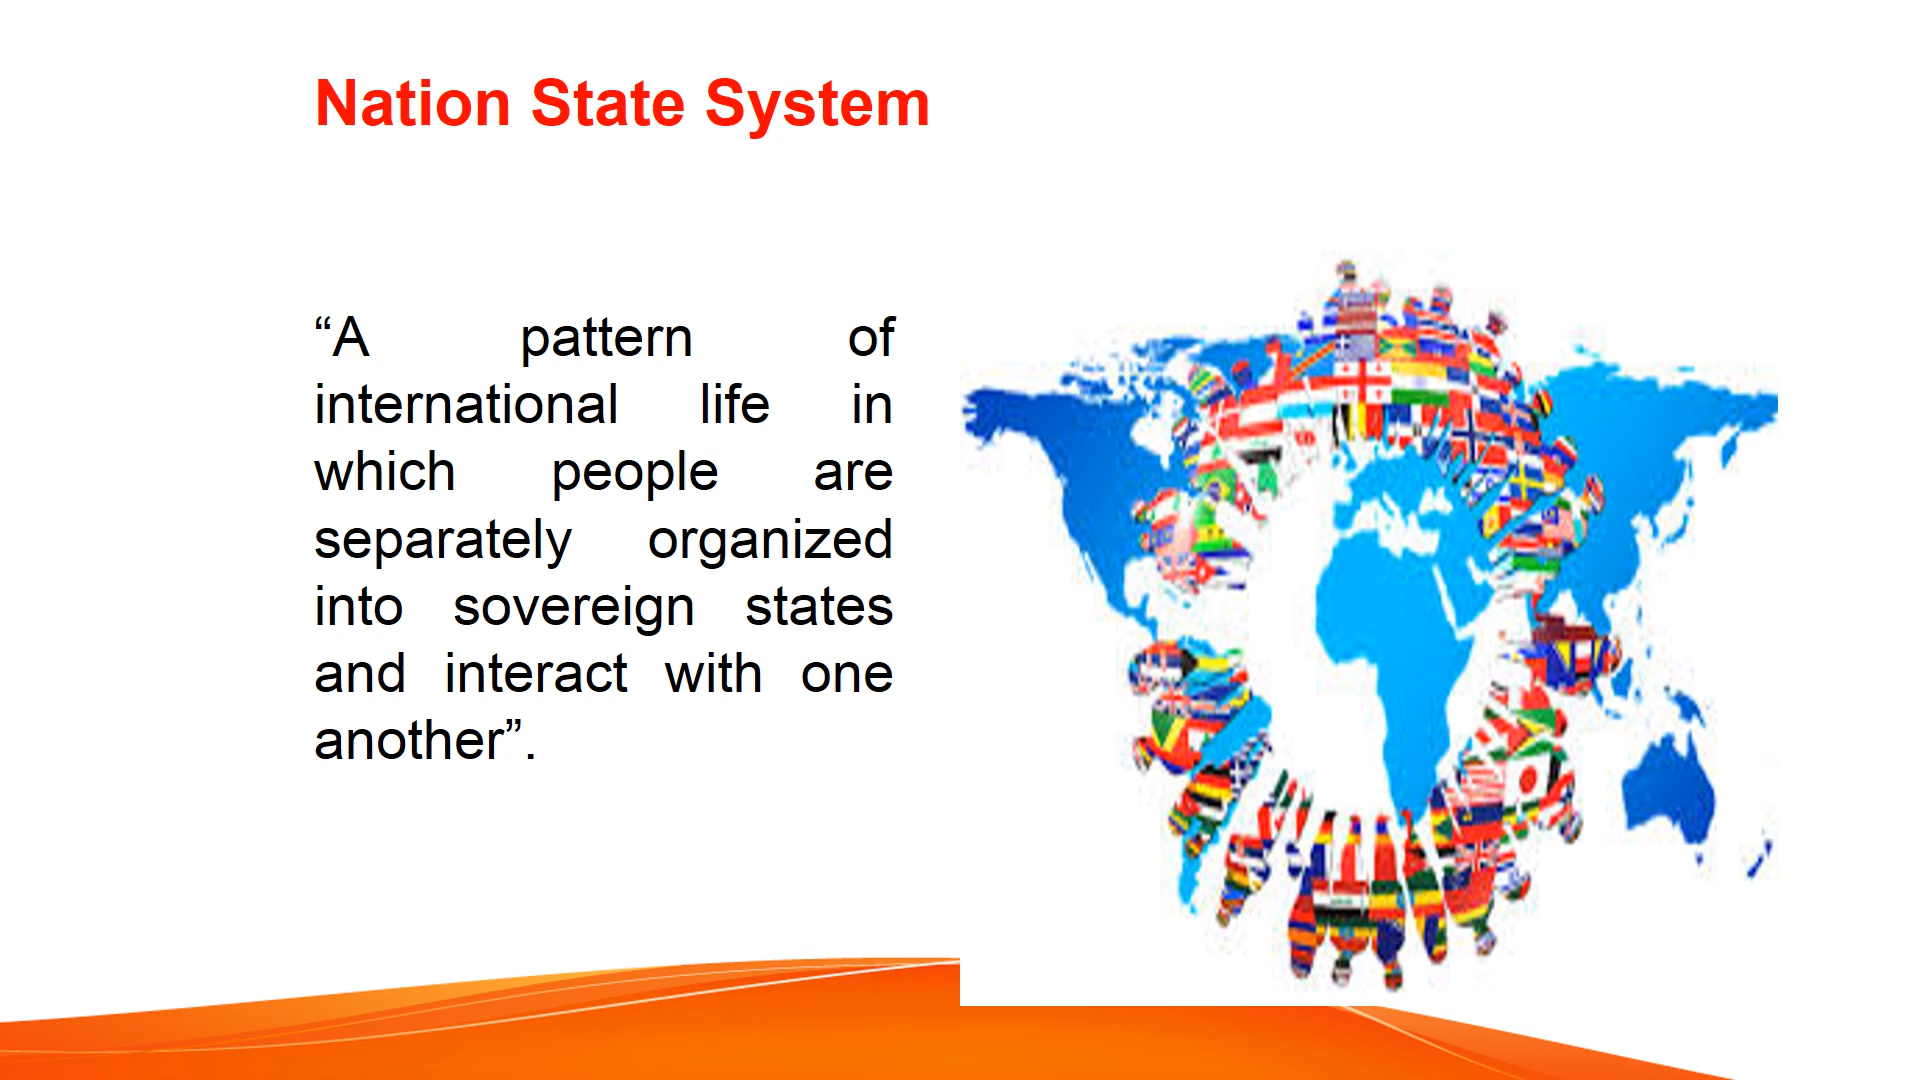 Nation State System
“A pattern of
international life in
which people are
separately organized
into sovereign states
and interact with one
another”.